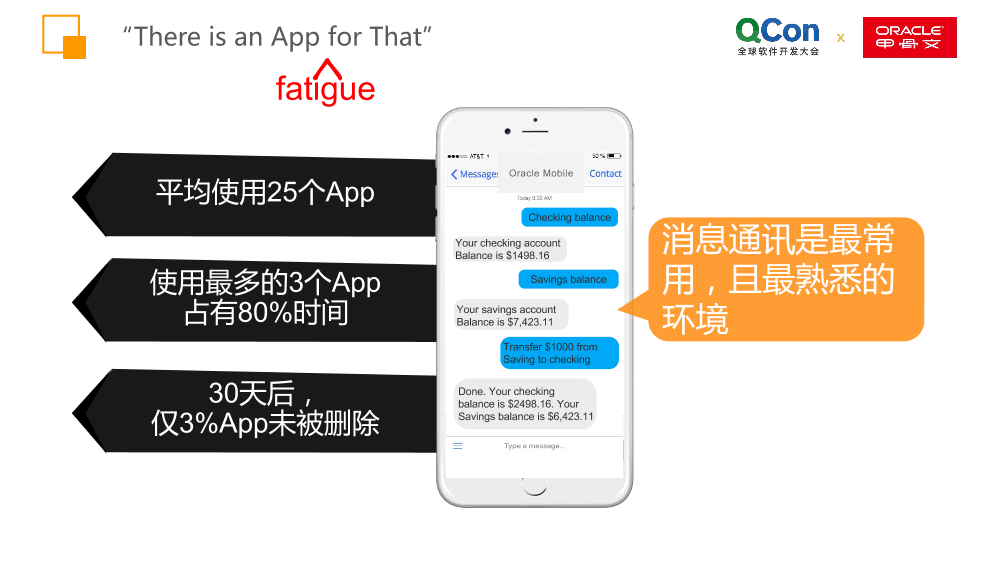 “There is an App for That”
fatigue
QCon
全球软件开发大会
x
ORACLE
甲骨文
平均使用25个App
使用最多的3个App
占有80%时间
30天后，
仅3%App未被删除
AT&T
50%
Messages
Oracle Mobile
Contact
Today 8:32 AM
Checking balance
Your checking account
Balance is $1498.16
Savings balance
Your savings account
Balance is $7,423.11
Transfer $1000 from
Saving to checking
Done. Your checking
balance is $2498.16. Your
Savings balance is $6,423.11
Type a message...
消息通讯是最常
用，且最熟悉的
环境